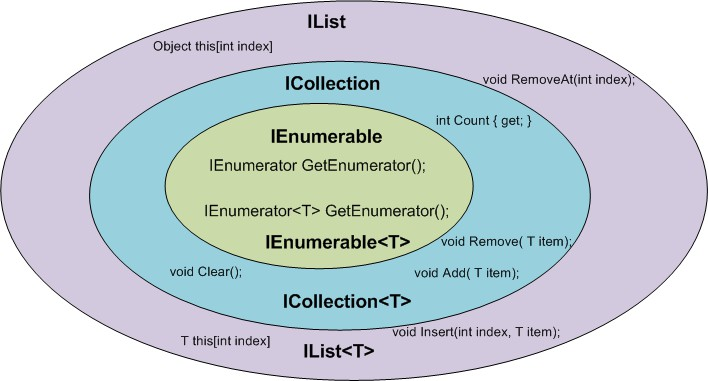 IList
Object this[int index]
ICollection
void RemoveAt(int index);
int Count { get; }
IEnumerable
IEnumerator GetEnumerator();
IEnumerator<T> GetEnumerator();
IEnumerable<T>
void Remove( T item);
void Clear();
void Add( T item);
ICollection<T>
void Insert(int index, T item);
T this[int index]
IList<T>